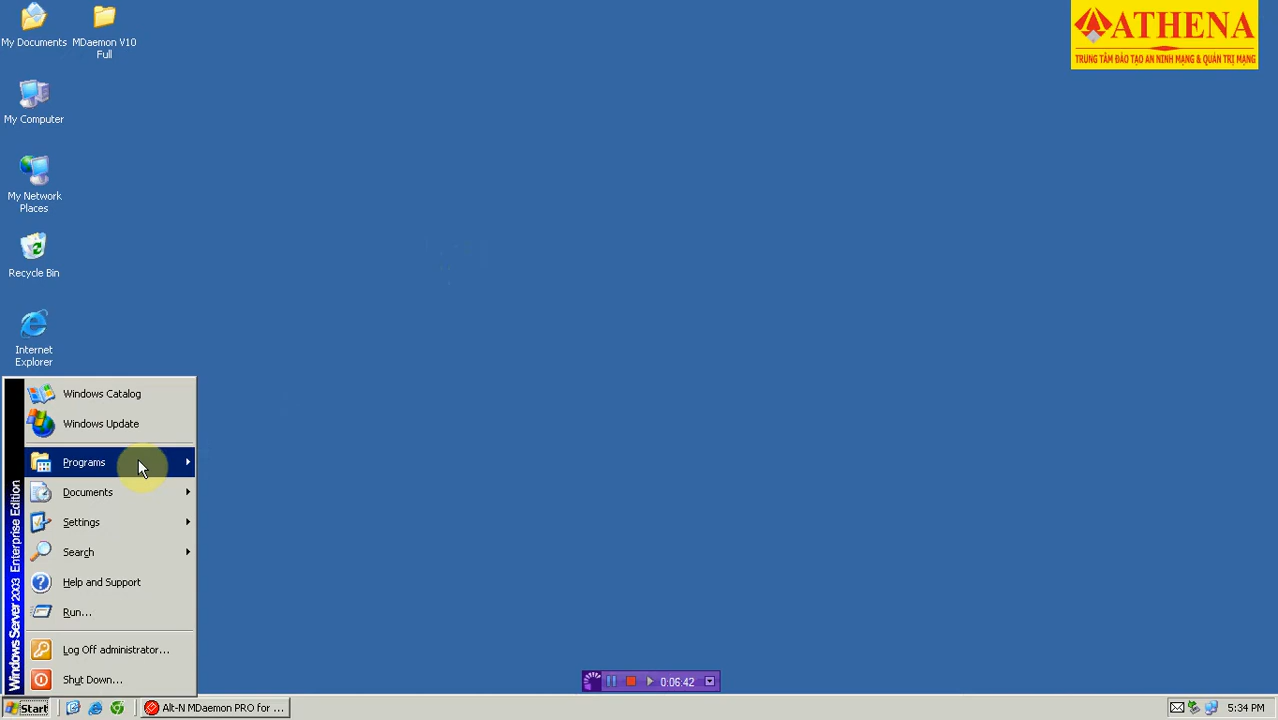 My Documents
MDaemon V10
Full
ATHENA
TRUNG TÂM ĐÀO TẠO AN NINH MẠNG & QUẢN TRỊ MẠNG
My Computer
My Network
Places
Recycle Bin
Internet
Explorer
Windows Catalog
Windows Update
Programs
Documents
Settings
Search
Help and Support
Run...
Log Off administrator...
Shut Down...
Windows Server 2003 Enterprise Edition
0:06:42
Start
Alt-N MDaemon PRO for ...
5:34 PM